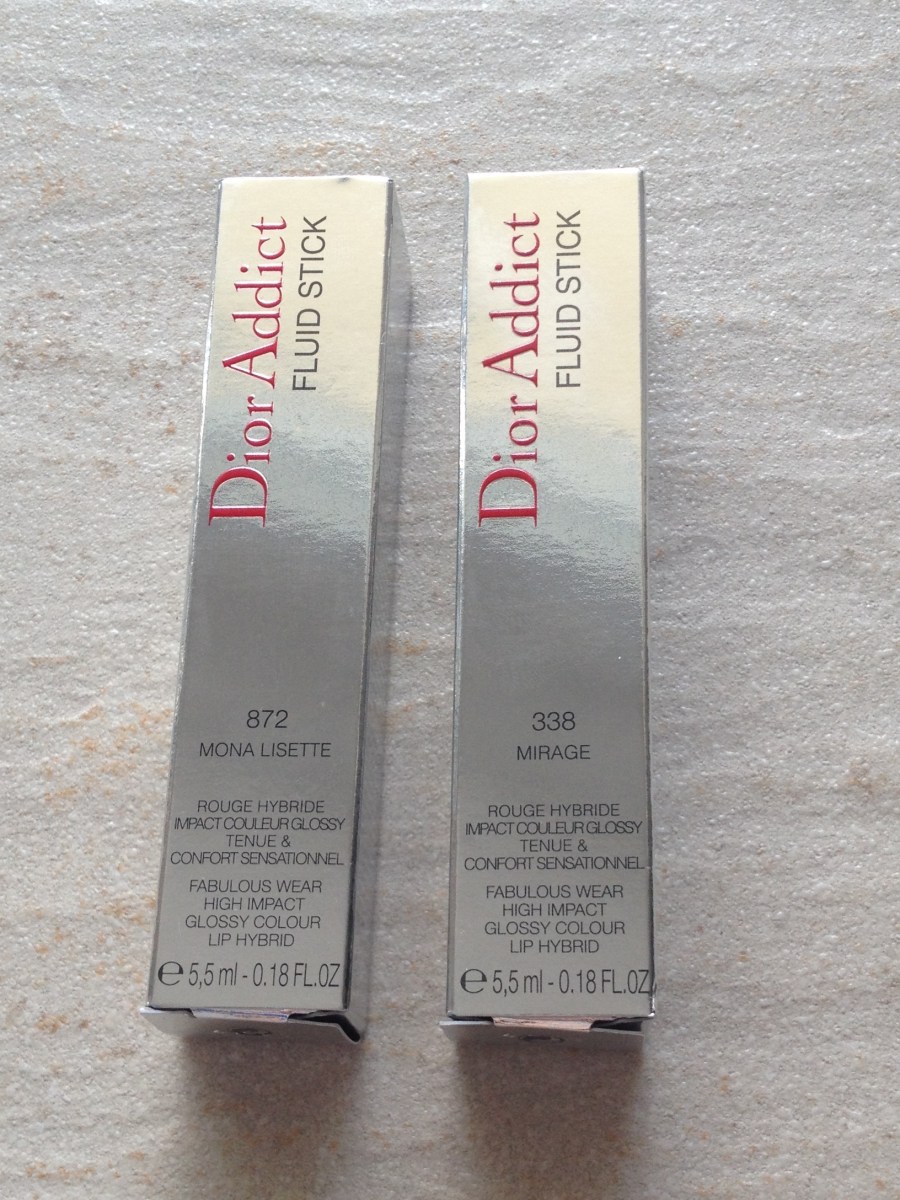 Dior Addict
FLUID STICK
872
MONA LISETTE
ROUGE HYBRIDE
IMPACT COULEUR GLOSSY
TENUE &
CONFORT SENSATIONNEL
FABULOUS WEAR
HIGH IMPACT
GLOSSY COLOUR
LIP HYBRID
℮ 5,5 ml - 0.18 FL.OZ
Dior Addict
FLUID STICK
338
MIRAGE
ROUGE HYBRIDE
IMPACT COULEUR GLOSSY
TENUE &
CONFORT SENSATIONNEL
FABULOUS WEAR
HIGH IMPACT
GLOSSY COLOUR
LIP HYBRID
℮ 5,5 ml - 0.18 FL.OZ